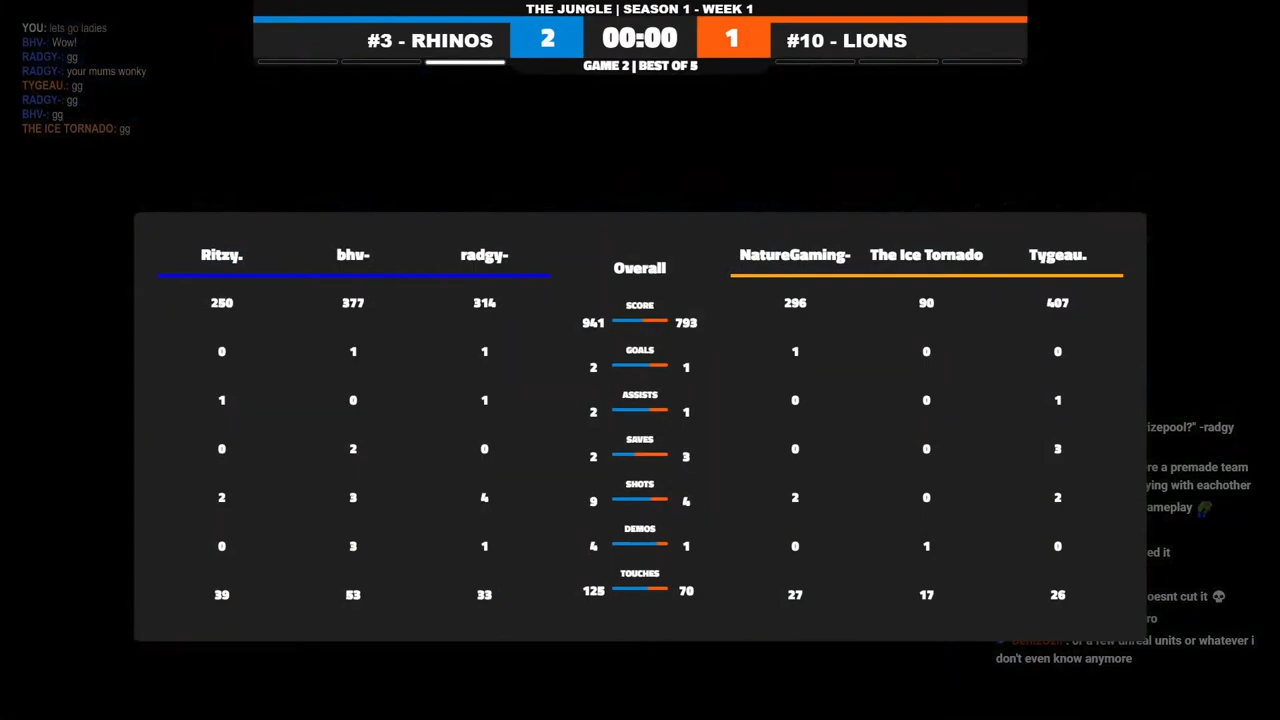 THE JUNGLE | SEASON 1 - WEEK 1
#3 - RHINOS 2 00:00 1 #10 - LIONS
GAME 2 | BEST OF 5
YOU: lets go ladies
BHV-: Wow!
RADGY-: gg
RADGY-: your mums wonky
TYGEAU.: gg
RADGY-: gg
BHV-: gg
THE ICE TORNADO: gg
Ritzy. bhv- radgy- Overall NatureGaming- The Ice Tornado Tygeau.
250 377 314 SCORE 296 90 407
941 793
0 1 1 GOALS 1 0 0
2 1
1 0 1 ASSISTS 0 0 1
2 1
0 2 0 SAVES 0 0 3
2 3
2 3 4 SHOTS 2 0 2
9 4
0 3 1 DEMOS 0 1 0
4 1
39 53 33 TOUCHES 27 17 26
125 70
izepool?" -radgy
re a premade team
ying with eachother
ameplay
ed it
oesnt cut it
ro
: or a few unreal units or whatever i
don't even know anymore